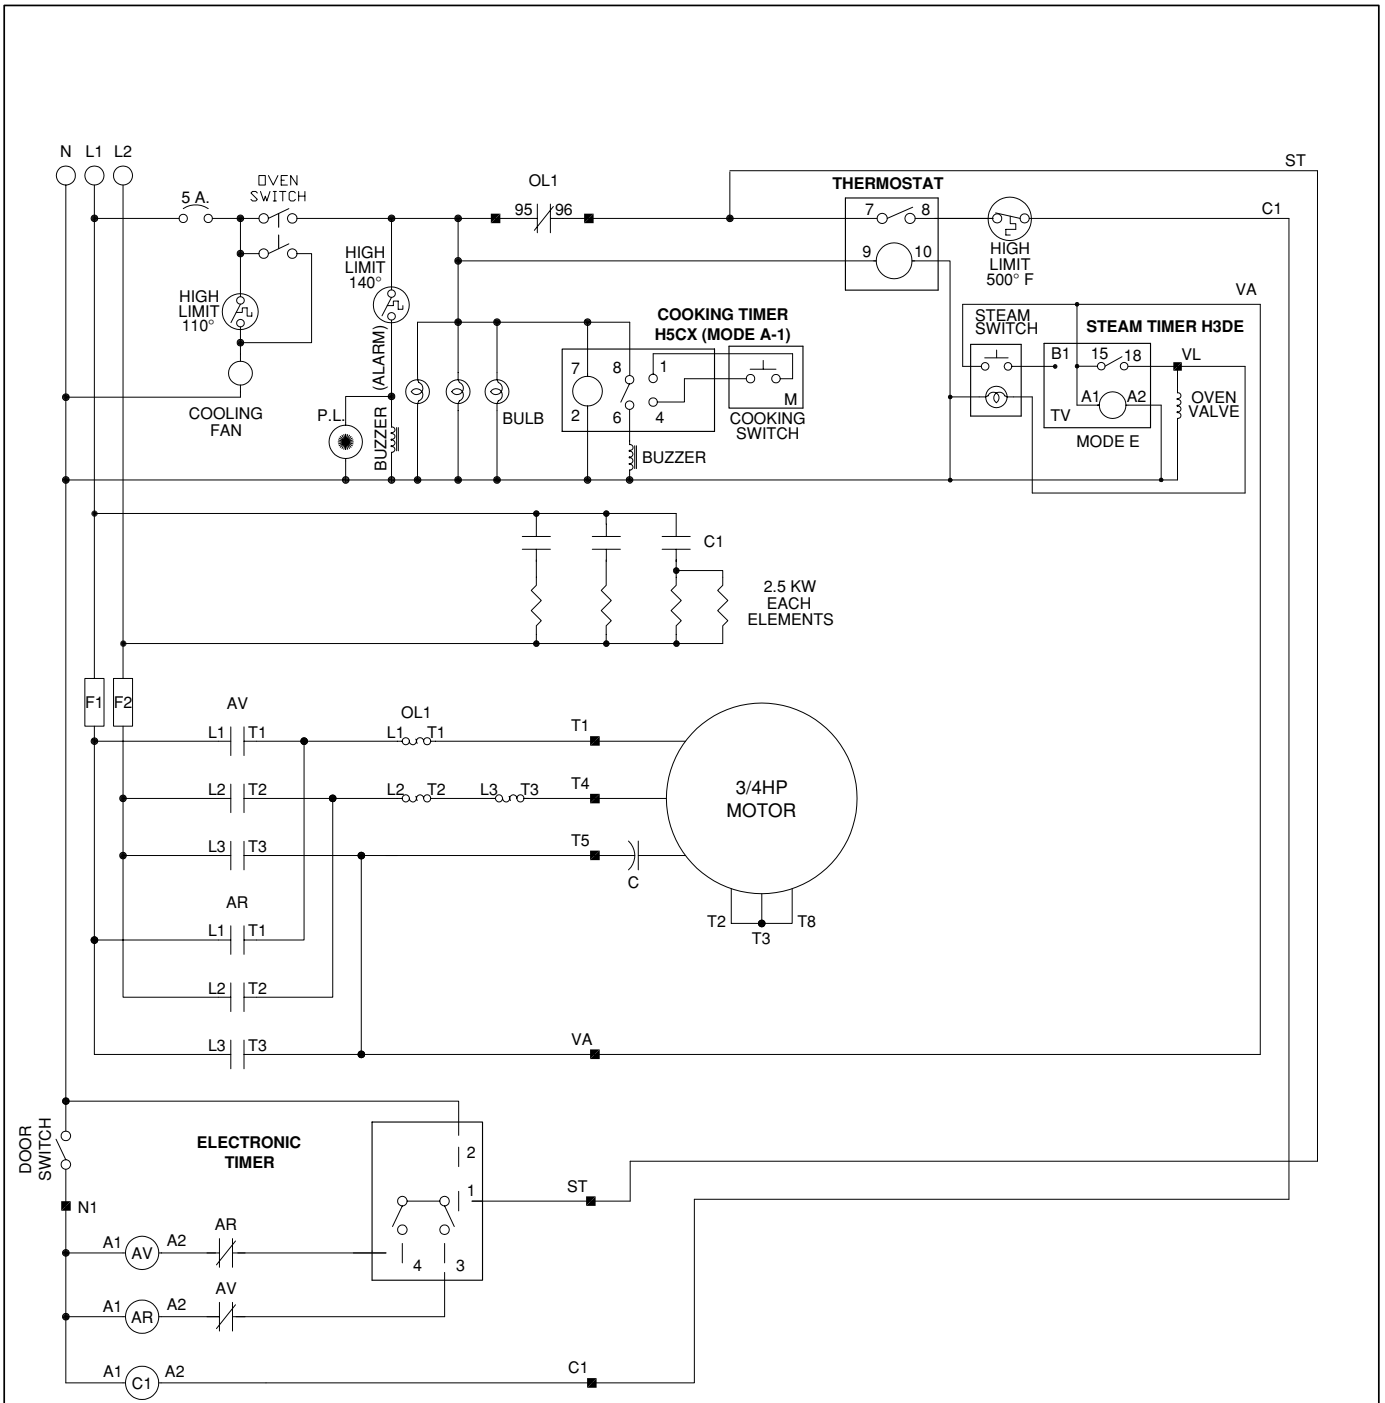 N L1 L2
ST
5 A.
OVEN
SWITCH
OL1
95 96
THERMOSTAT
7 8
9 10
HIGH
LIMIT
500° F
C1
HIGH
LIMIT
110°
HIGH
LIMIT
140°
COOLING
FAN
P.L.
(ALARM)
BUZZER
BULB
COOKING TIMER
H5CX (MODE A-1)
7 8 1
2 6 4
M
COOKING
SWITCH
BUZZER
VA
STEAM
SWITCH
STEAM TIMER H3DE
B1 15 18 VL
A1 A2
TV
MODE E
OVEN
VALVE
C1
2.5 KW
EACH
ELEMENTS
F1 F2
AV
L1 T1
L2 T2
L3 T3
AR
L1 T1
L2 T2
L3 T3
OL1
L1 T1
L2 T2 L3 T3
T1
T4
T5
C
3/4HP
MOTOR
T2 T8
T3
VA
DOOR
SWITCH
ELECTRONIC
TIMER
2
1
4 3
ST
N1
A1 AV A2 AR
A1 AR A2 AV
A1 C1 A2
C1